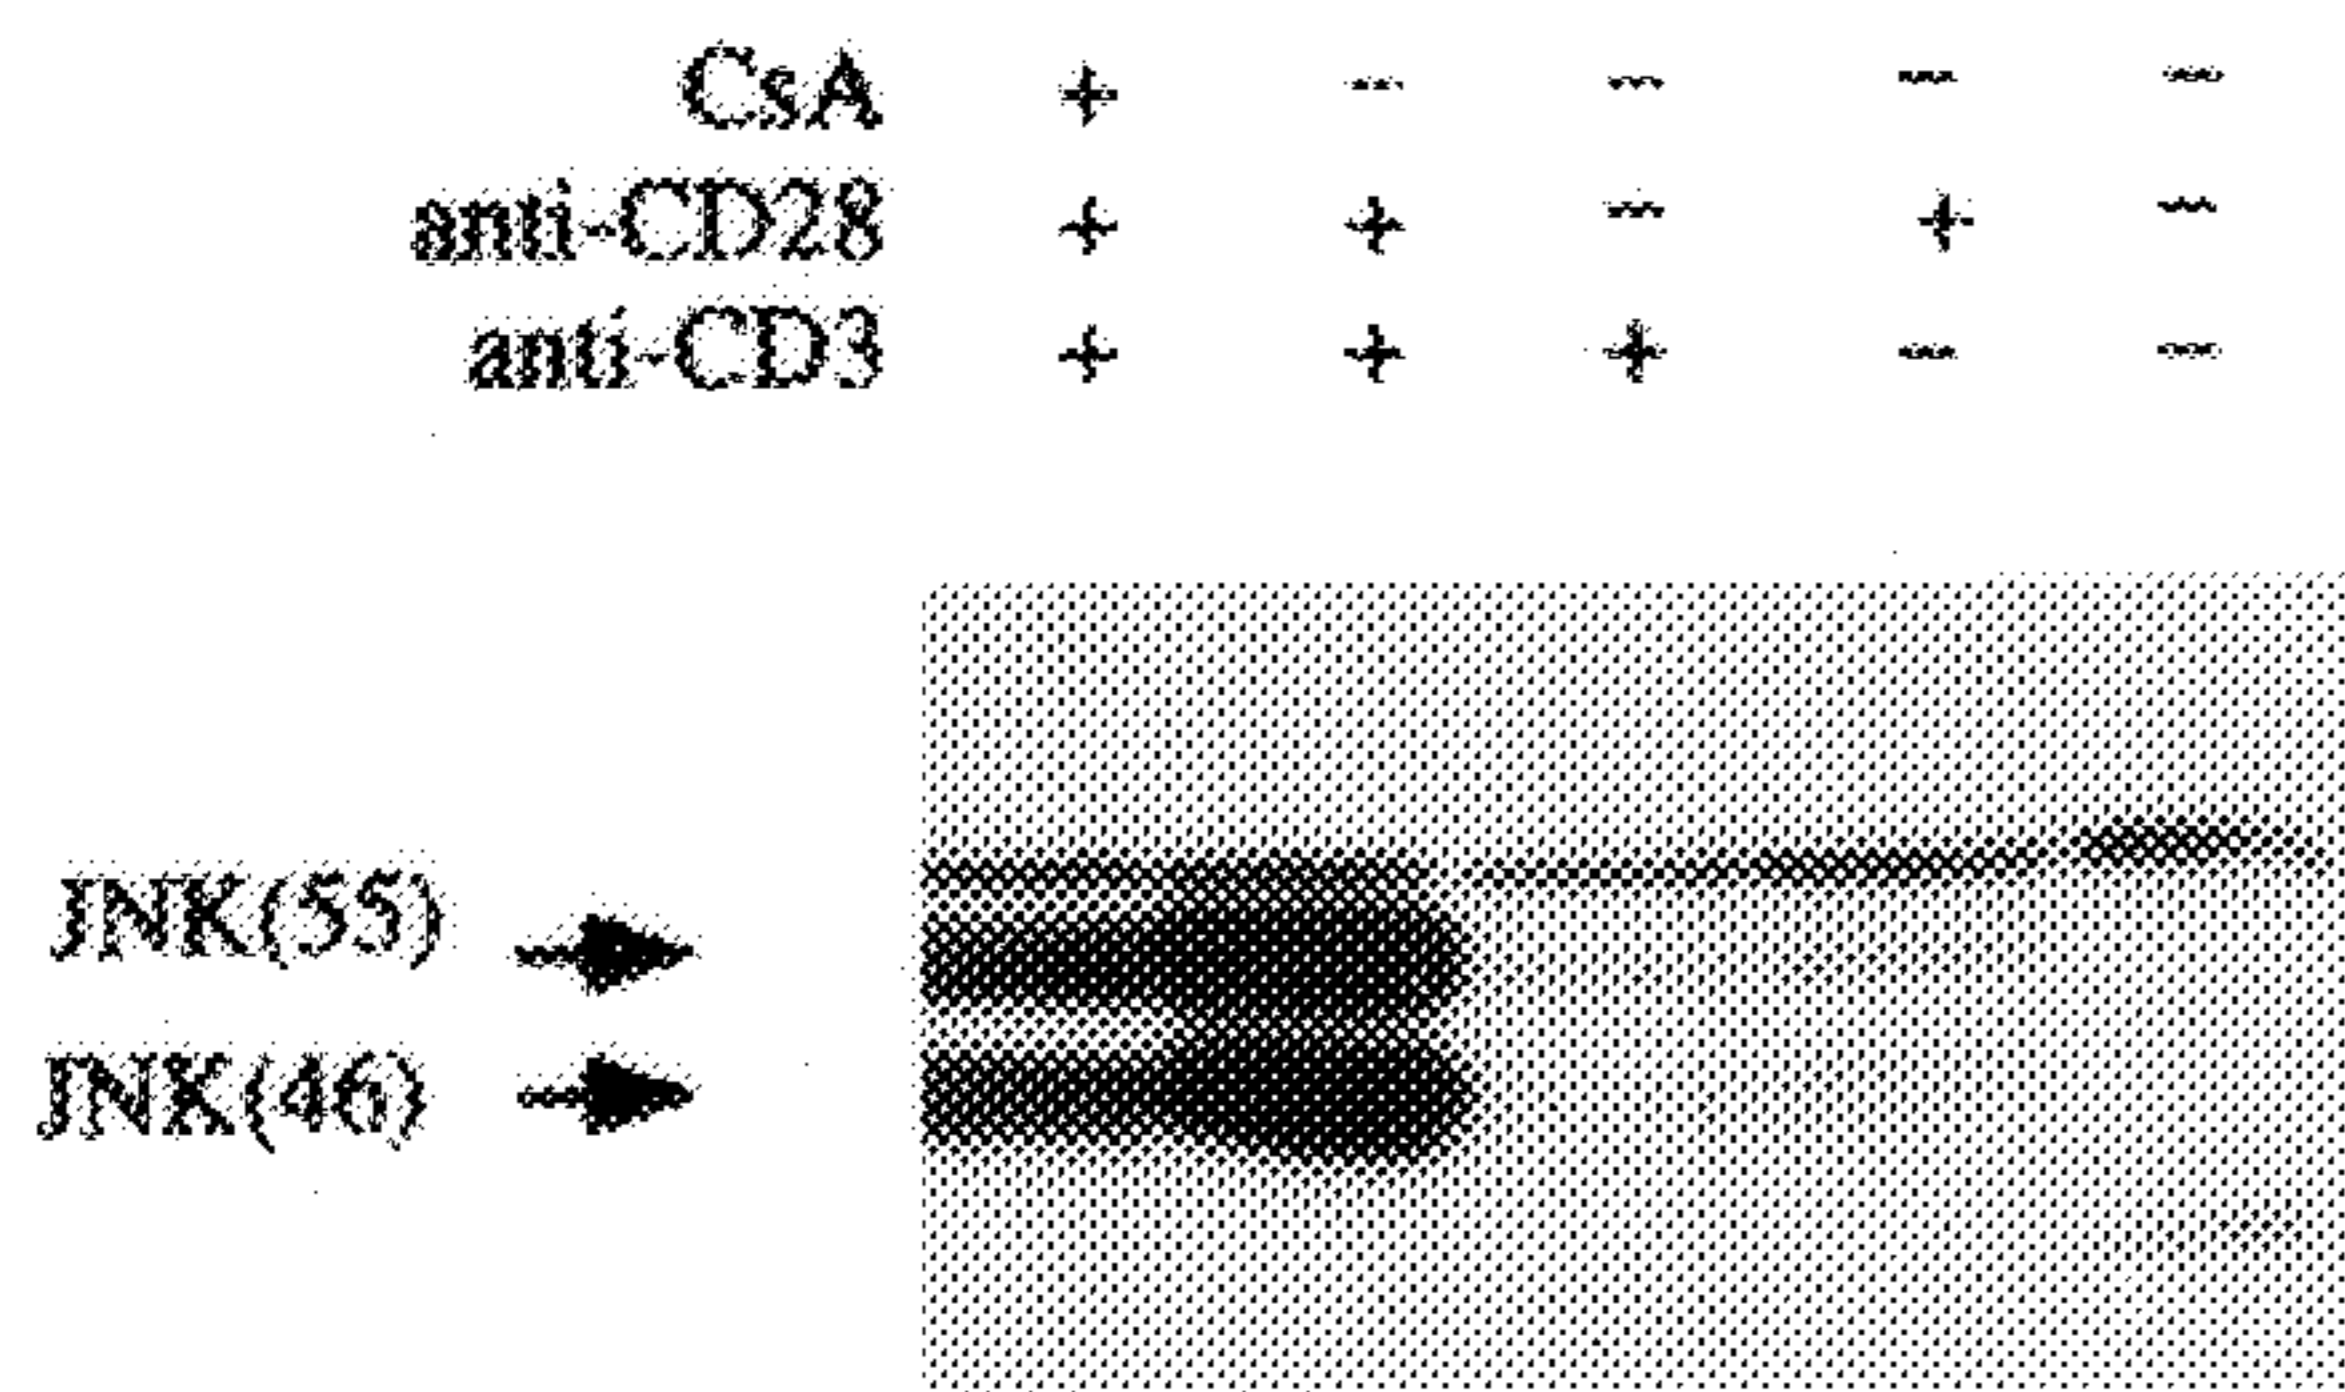 CsA + - - - -
anti-CD28 + + - + -
anti-CD3 + + + - -
JNK(55)
JNK(46)